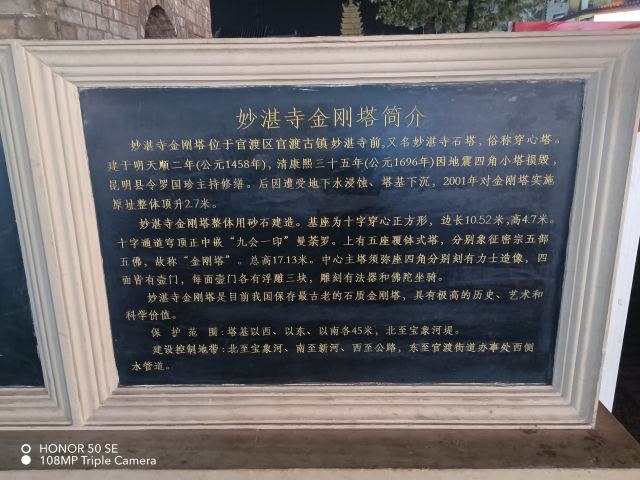 妙湛寺金刚塔简介
妙湛寺金刚塔位于官渡区官渡古镇妙湛寺前,又名妙湛寺石塔，俗称穿心塔。
建于明天顺二年(公元1458年)，清康熙三十五年(公元1696年)因地震四角小塔损毁，
昆明县令罗国珍主持修缮。后因遭受地下水浸蚀、塔基下沉，2001年对金刚塔实施
原址整体顶升2.7米。
妙湛寺金刚塔整体用砂石建造。基座为十字穿心正方形，边长10.52米,高4.7米。
十字通道穹顶正中嵌“九会一印”曼荼罗。上有五座覆钵式塔，分别象征密宗五部
五佛，故称“金刚塔”。总高17.13米。中心主塔须弥座四角分别刻有力士造像，四
面皆有壸门，每面壸门各有浮雕三块，雕刻有法器和佛陀坐骑。
妙湛寺金刚塔是目前我国保存最古老的石质金刚塔，具有极高的历史、艺术和
科学价值。
保护范围:塔基以西、以东、以南各45米，北至宝象河堤。
建设控制地带:北至宝象河、南至新河、西至公路，东至官渡街道办事处西侧
水管道。
HONOR 50 SE
108MP Triple Camera